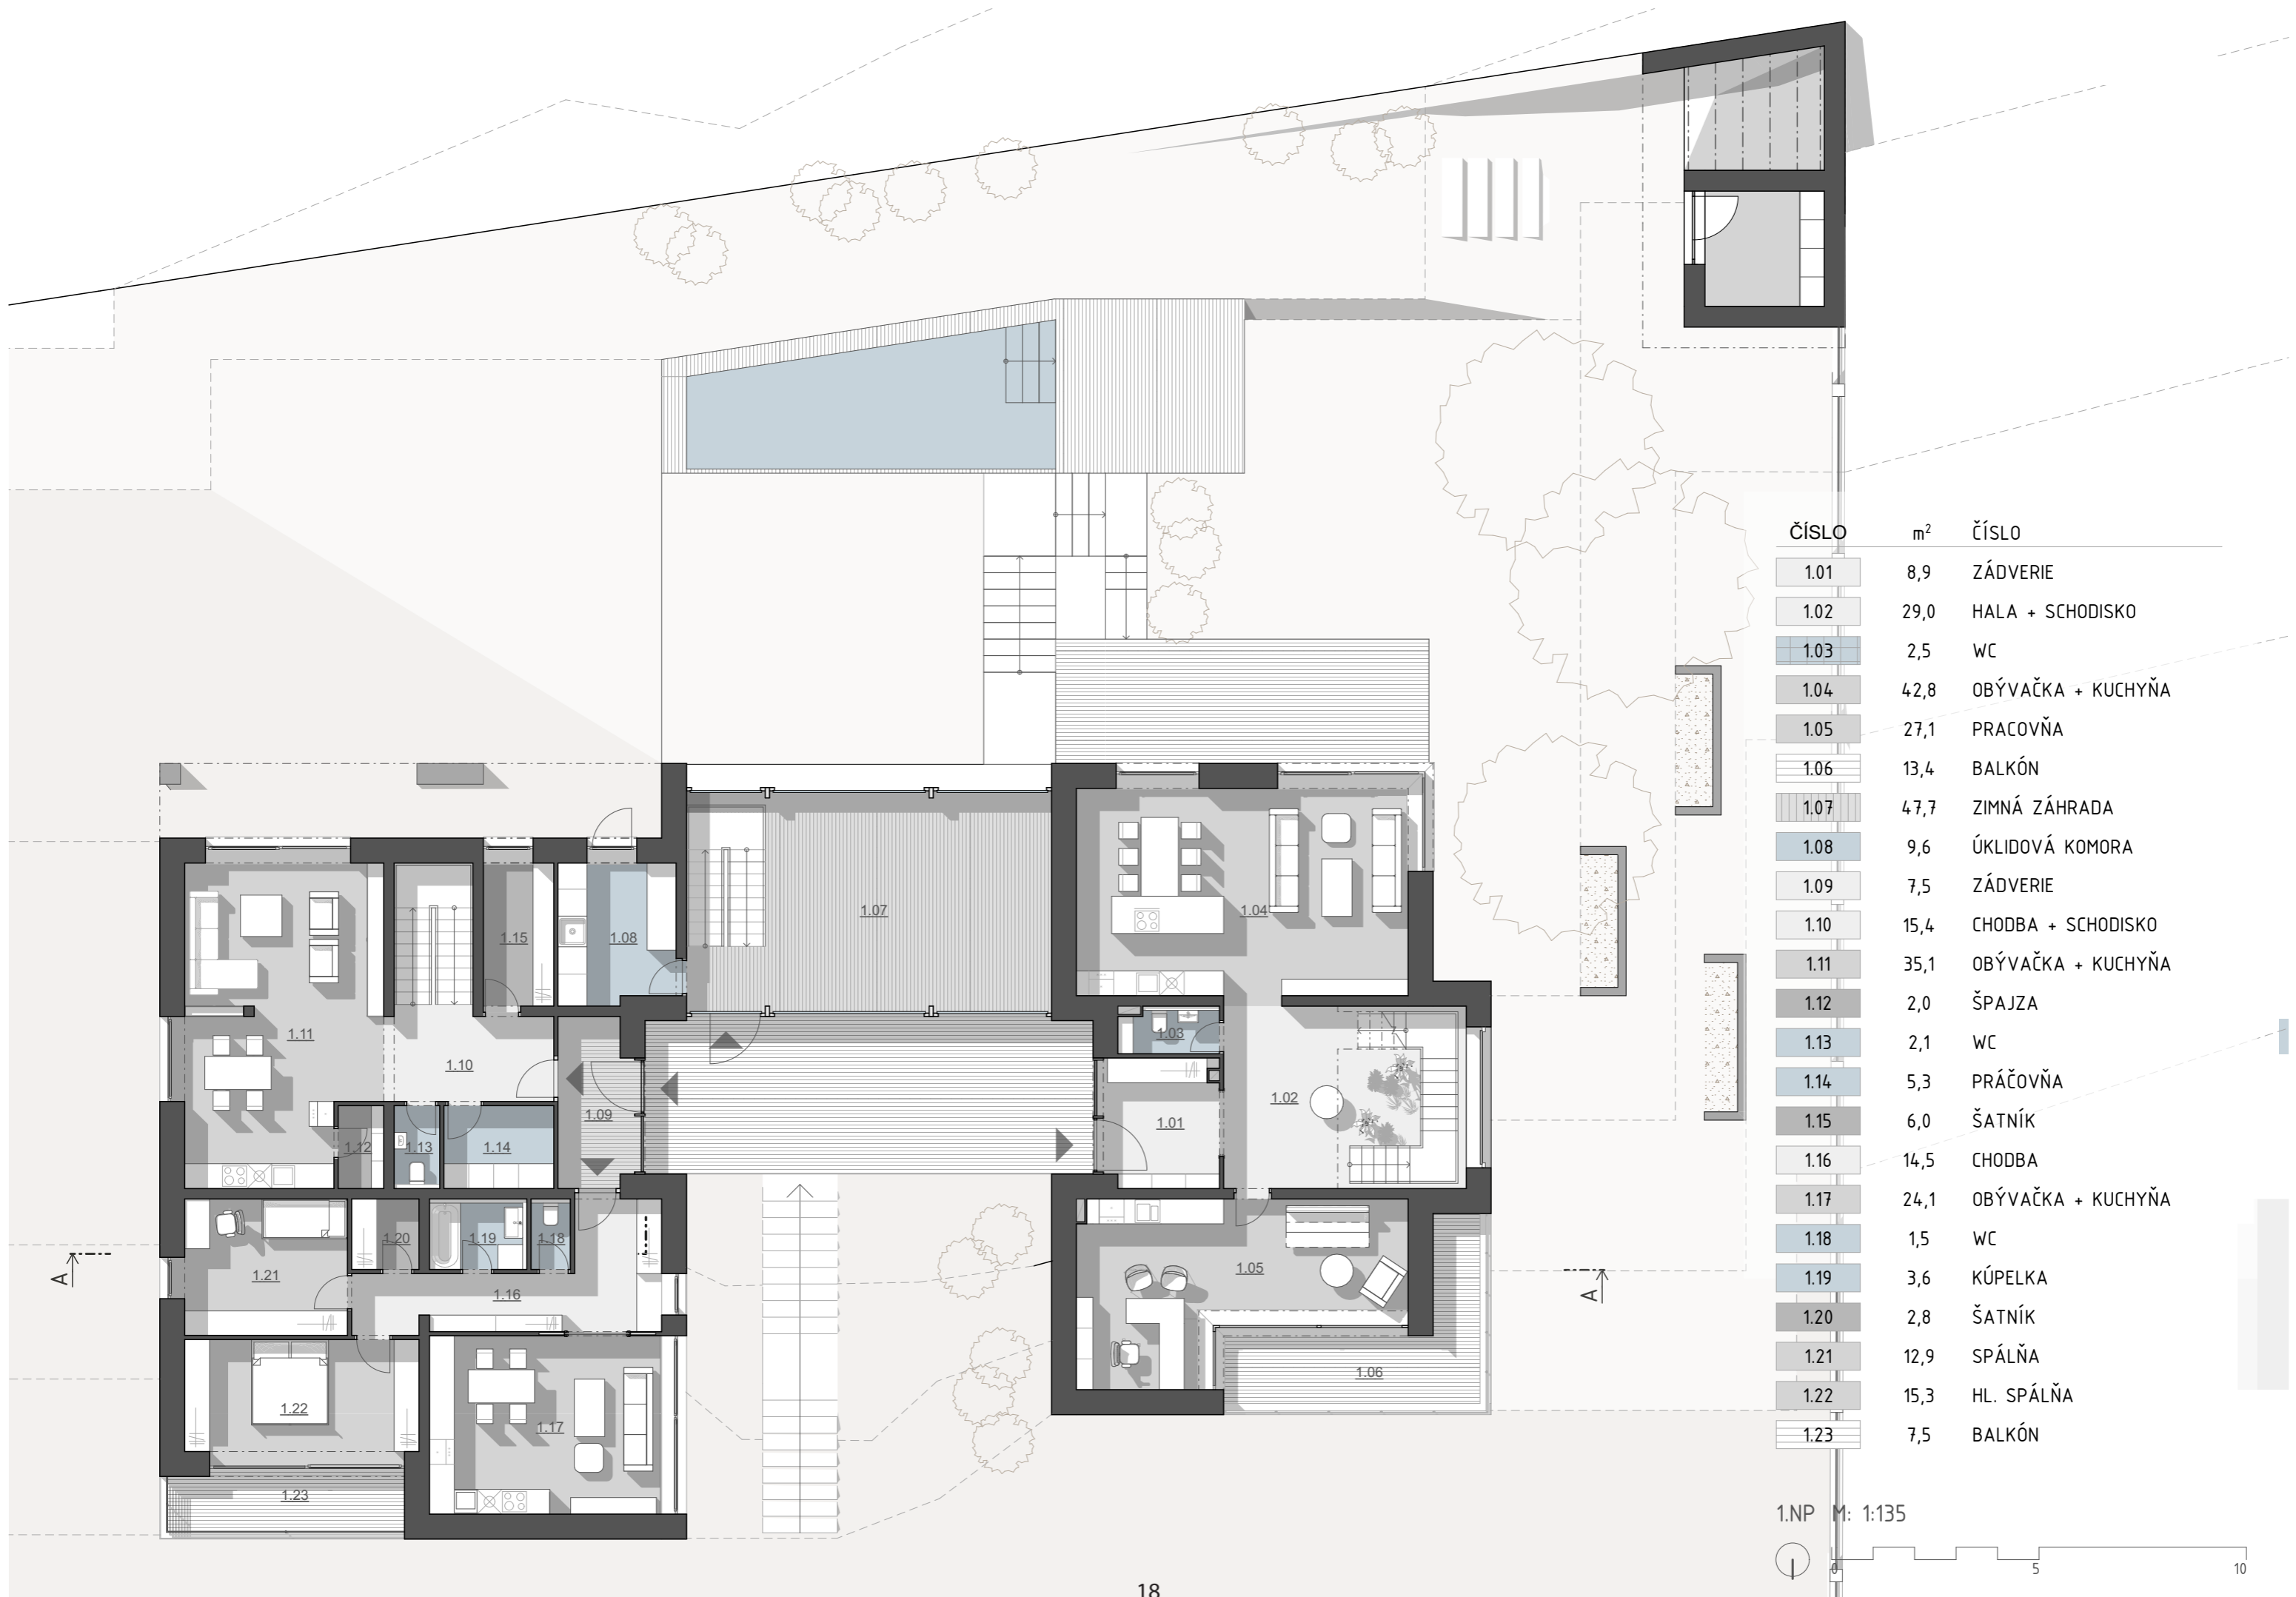 ČÍSLO m² ČÍSLO
1.01 8,9 ZÁDVERIE
1.02 29,0 HALA + SCHODISKO
1.03 2,5 WC
1.04 42,8 OBÝVAČKA + KUCHYŇA
1.05 27,1 PRACOVŇA
1.06 13,4 BALKÓN
1.07 47,7 ZIMNÁ ZÁHRADA
1.08 9,6 ÚKLIDOVÁ KOMORA
1.09 7,5 ZÁDVERIE
1.10 15,4 CHODBA + SCHODISKO
1.11 35,1 OBÝVAČKA + KUCHYŇA
1.12 2,0 ŠPAJZA
1.13 2,1 WC
1.14 5,3 PRÁČOVŇA
1.15 6,0 ŠATNÍK
1.16 14,5 CHODBA
1.17 24,1 OBÝVAČKA + KUCHYŇA
1.18 1,5 WC
1.19 3,6 KÚPELKA
1.20 2,8 ŠATNÍK
1.21 12,9 SPÁLŇA
1.22 15,3 HL. SPÁLŇA
1.23 7,5 BALKÓN
1.07
1.04
1.15
1.08
1.11
1.03
1.10
1.02
1.09
1.01
1.12
1.13
1.14
1.20
1.19
1.18
1.21
1.05
A
A
1.16
1.06
1.22
1.17
1.23
1.NP M: 1:135
0 5 10
18